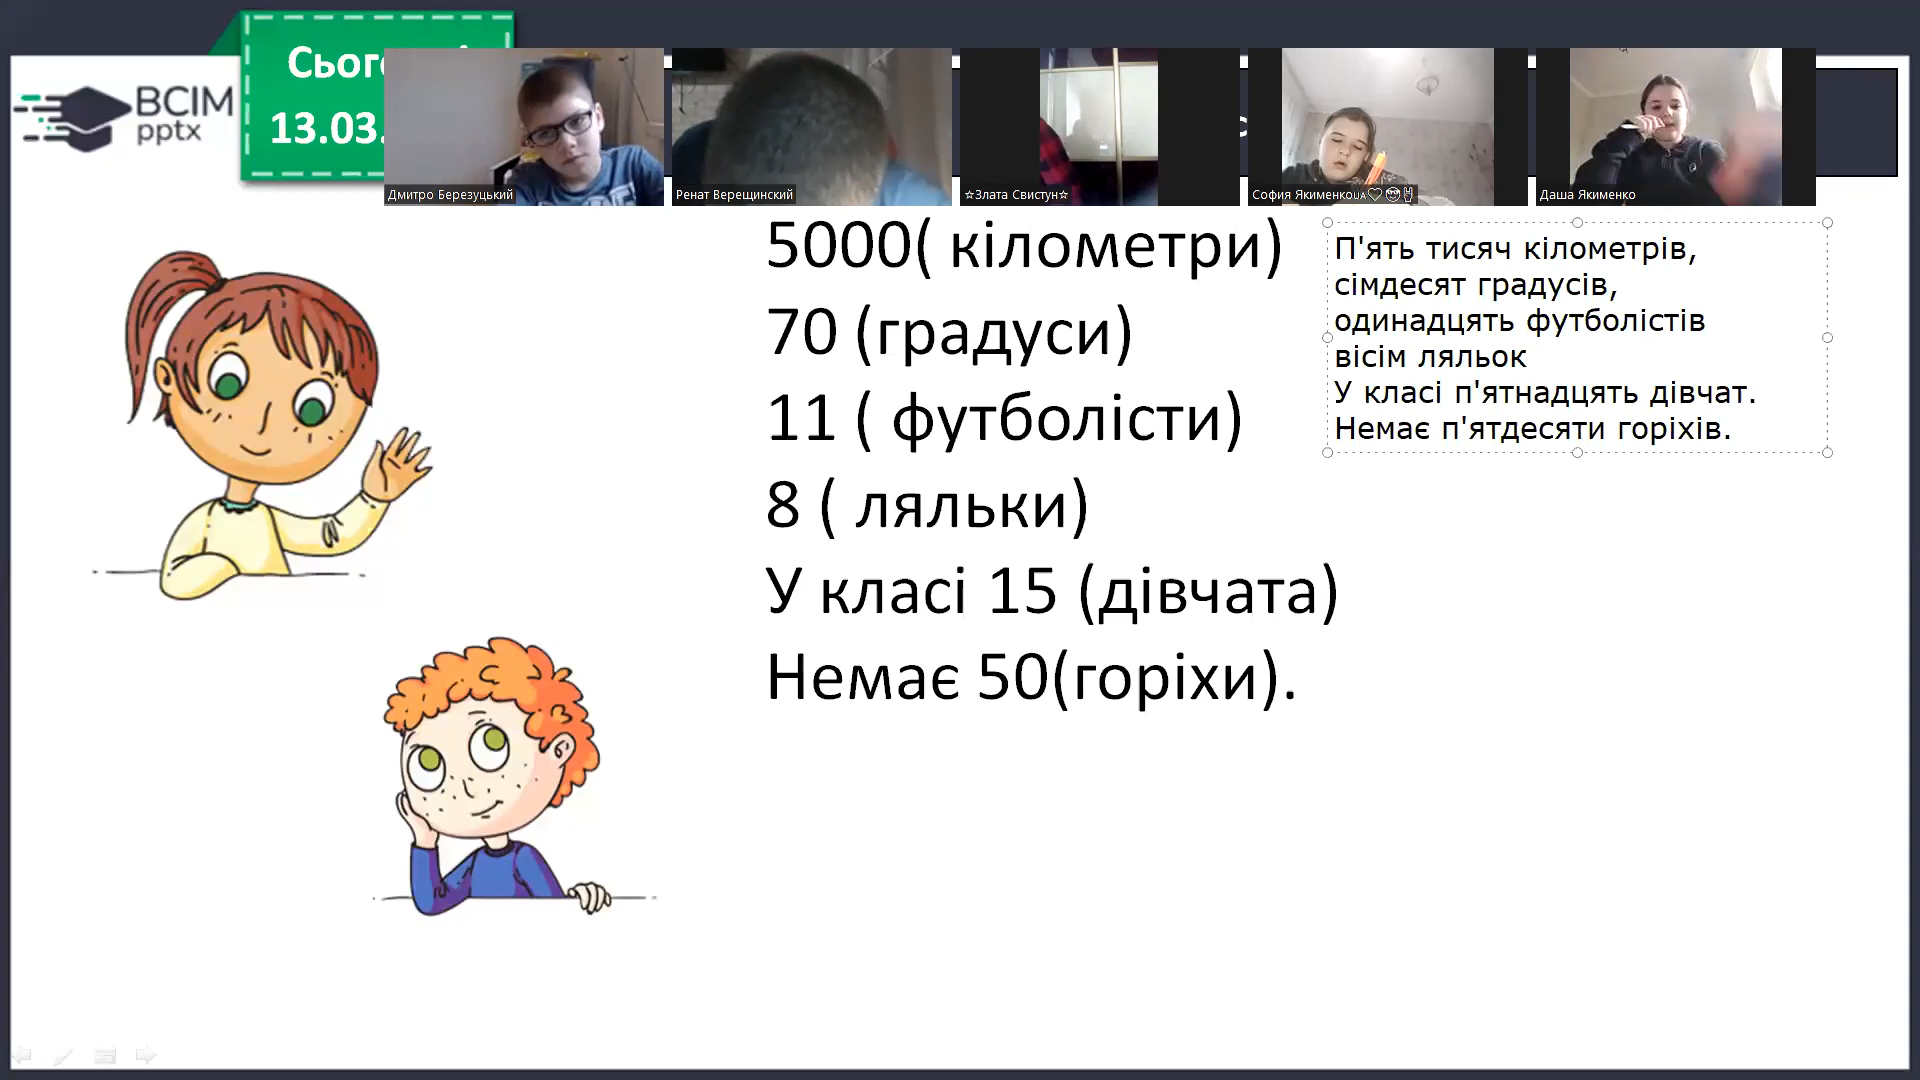 13.03.
ВСІМ
pptx
Дмитро Березуцький
Ренат Верещинский
☆Злата Свистун☆
София Якименко
Даша Якименко
5000( кілометри)
70 (градуси)
11 ( футболісти)
8 ( ляльки)
У класі 15 (дівчата)
Немає 50(горіхи).
П'ять тисяч кілометрів,
сімдесят градусів,
одинадцять футболістів
вісім ляльок
У класі п'ятнадцять дівчат.
Немає п'ятдесяти горіхів.